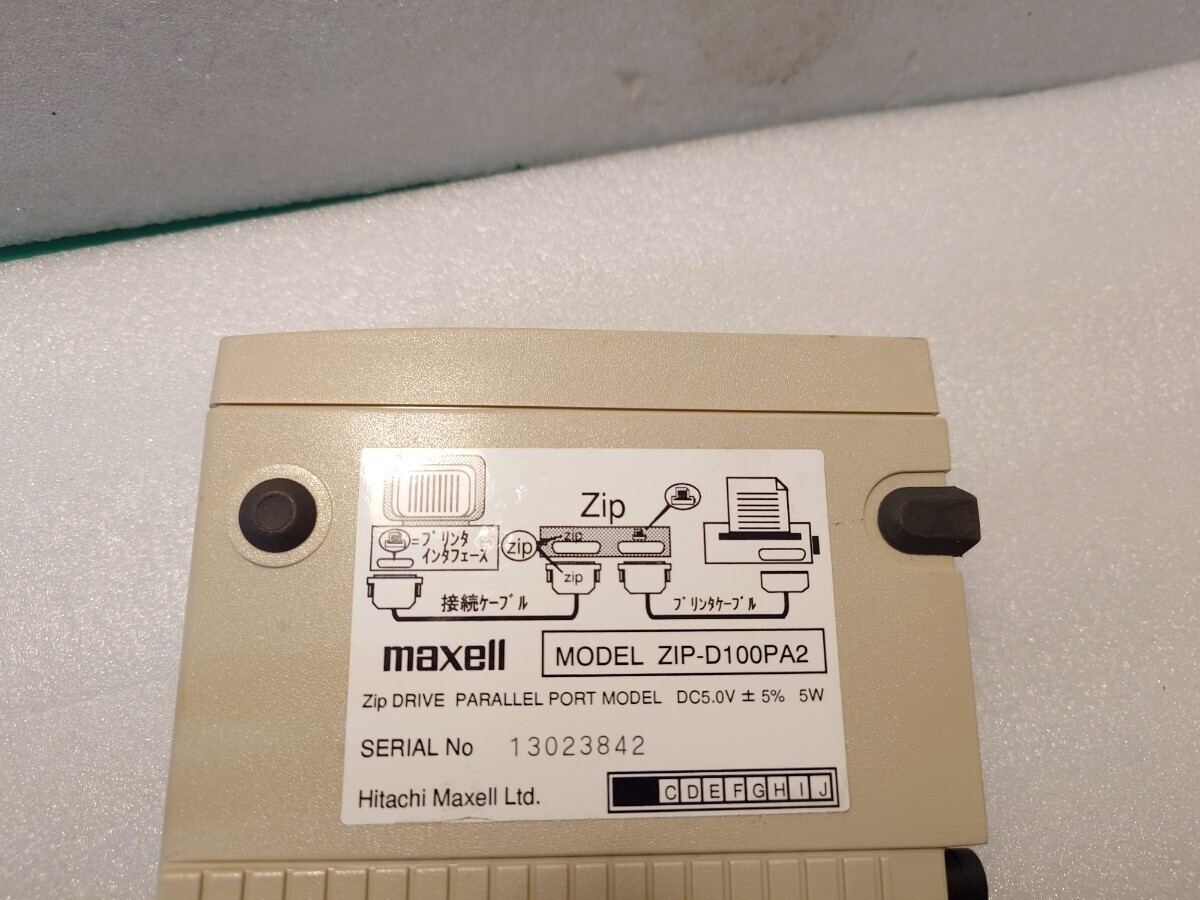 Zip
=プリンタ
インタフェース
zip
zip
zip
接続ケーブル
プリンタケーブル
maxell
MODEL ZIP-D100PA2
Zip DRIVE PARALLEL PORT MODEL DC5.0V ± 5% 5W
SERIAL No 13023842
Hitachi Maxell Ltd.
C D E F G H I J